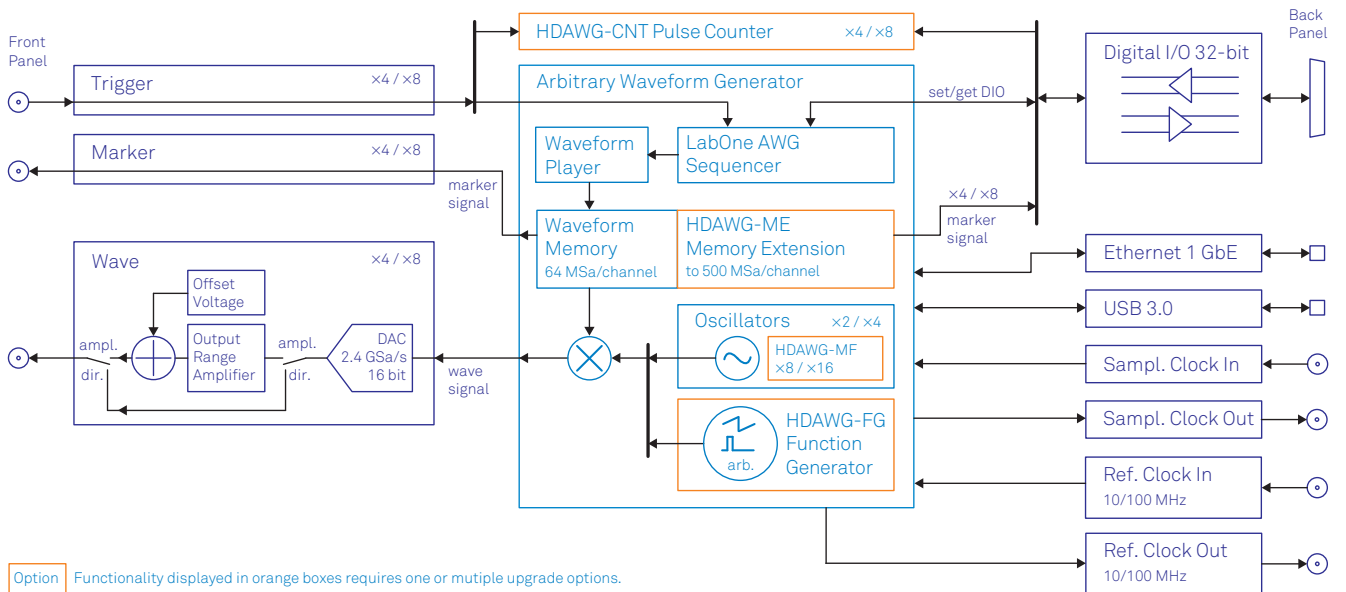 Front
Panel
Trigger
×4 / ×8
Marker
×4 / ×8
marker
signal
Wave
×4 / ×8
Offset
Voltage
ampl.
dir.
Output
Range
Amplifier
ampl.
dir.
DAC
2.4 GSa/s
16 bit
wave
signal
HDAWG-CNT Pulse Counter
×4 / ×8
Arbitrary Waveform Generator
set/get DIO
Waveform
Player
LabOne AWG
Sequencer
Waveform
Memory
64 MSa/channel
HDAWG-ME
Memory Extension
to 500 MSa/channel
×4 / ×8
marker
signal
Oscillators
×2 / ×4
HDAWG-MF
×8 / ×16
HDAWG-FG
Function
Generator
arb.
Back
Panel
Digital I/O 32-bit
Ethernet 1 GbE
USB 3.0
Sampl. Clock In
Sampl. Clock Out
Ref. Clock In
10/100 MHz
Ref. Clock Out
10/100 MHz
Option Functionality displayed in orange boxes requires one or mutiple upgrade options.